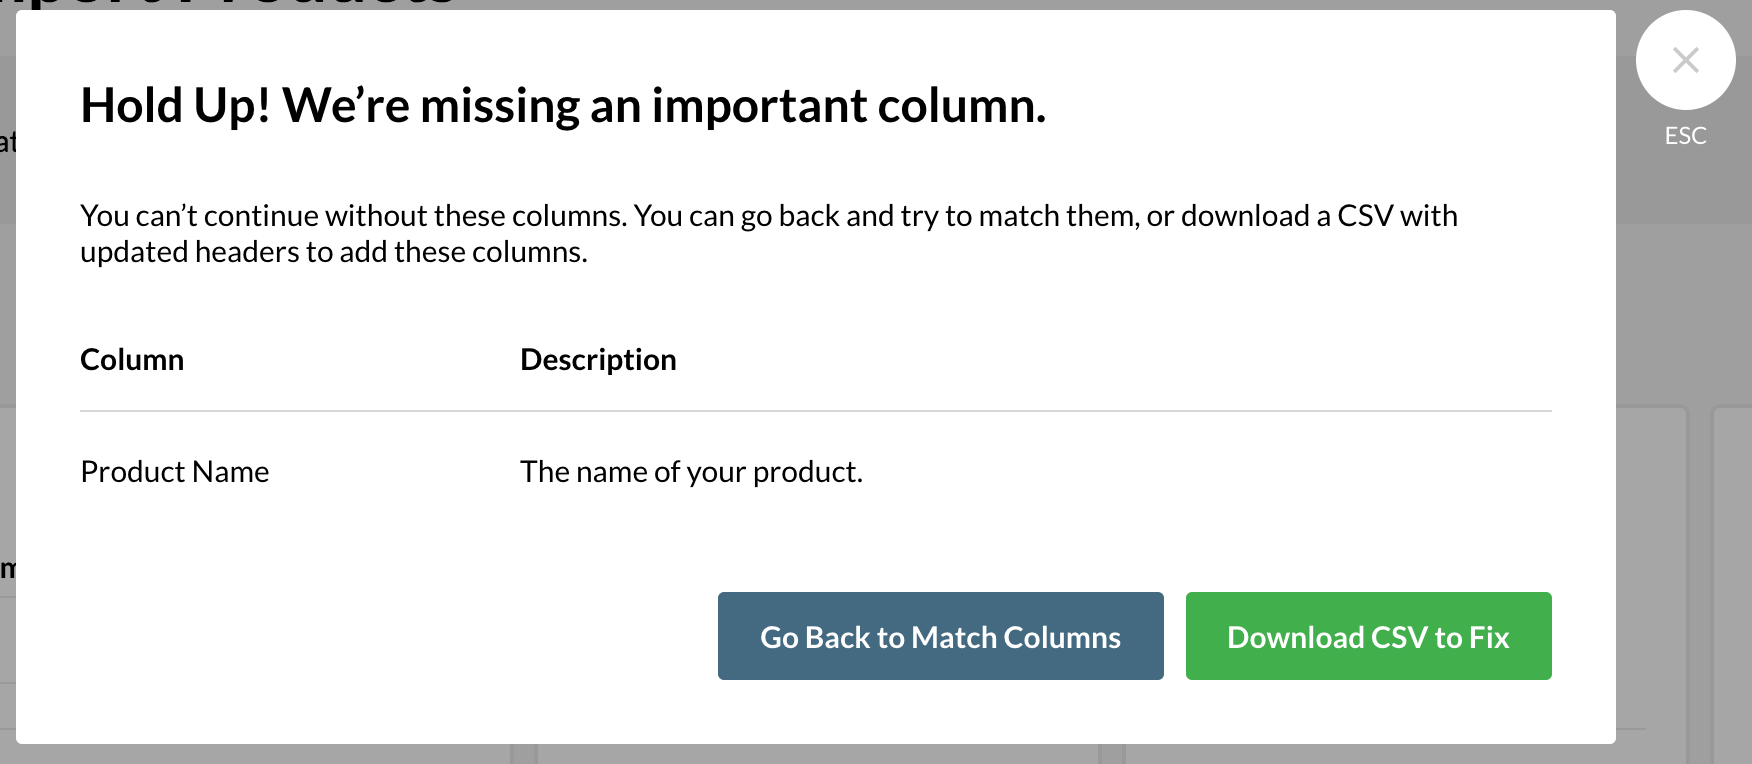 Hold Up! We’re missing an important column.
ESC
You can’t continue without these columns. You can go back and try to match them, or download a CSV with
updated headers to add these columns.
Column Description
Product Name The name of your product.
Go Back to Match Columns Download CSV to Fix